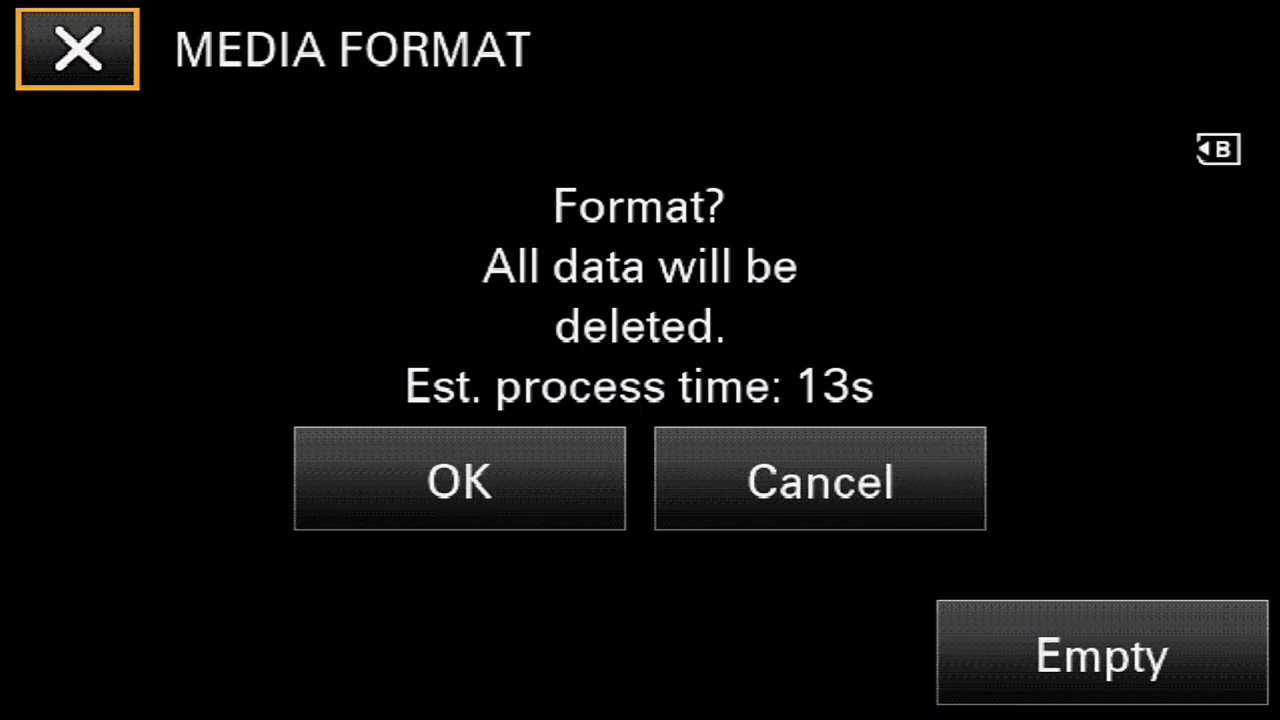 MEDIA FORMAT
B
Format?
All data will be
deleted.
Est. process time: 13s
OK Cancel
Empty